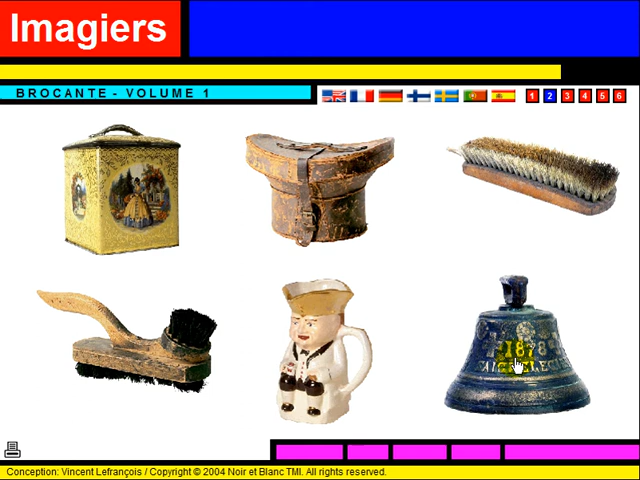 Imagiers
BROCANTE - VOLUME 1
1 2 3 4 5 6
1878
Conception: Vincent Lefrançois / Copyright © 2004 Noir et Blanc TMI. All rights reserved.